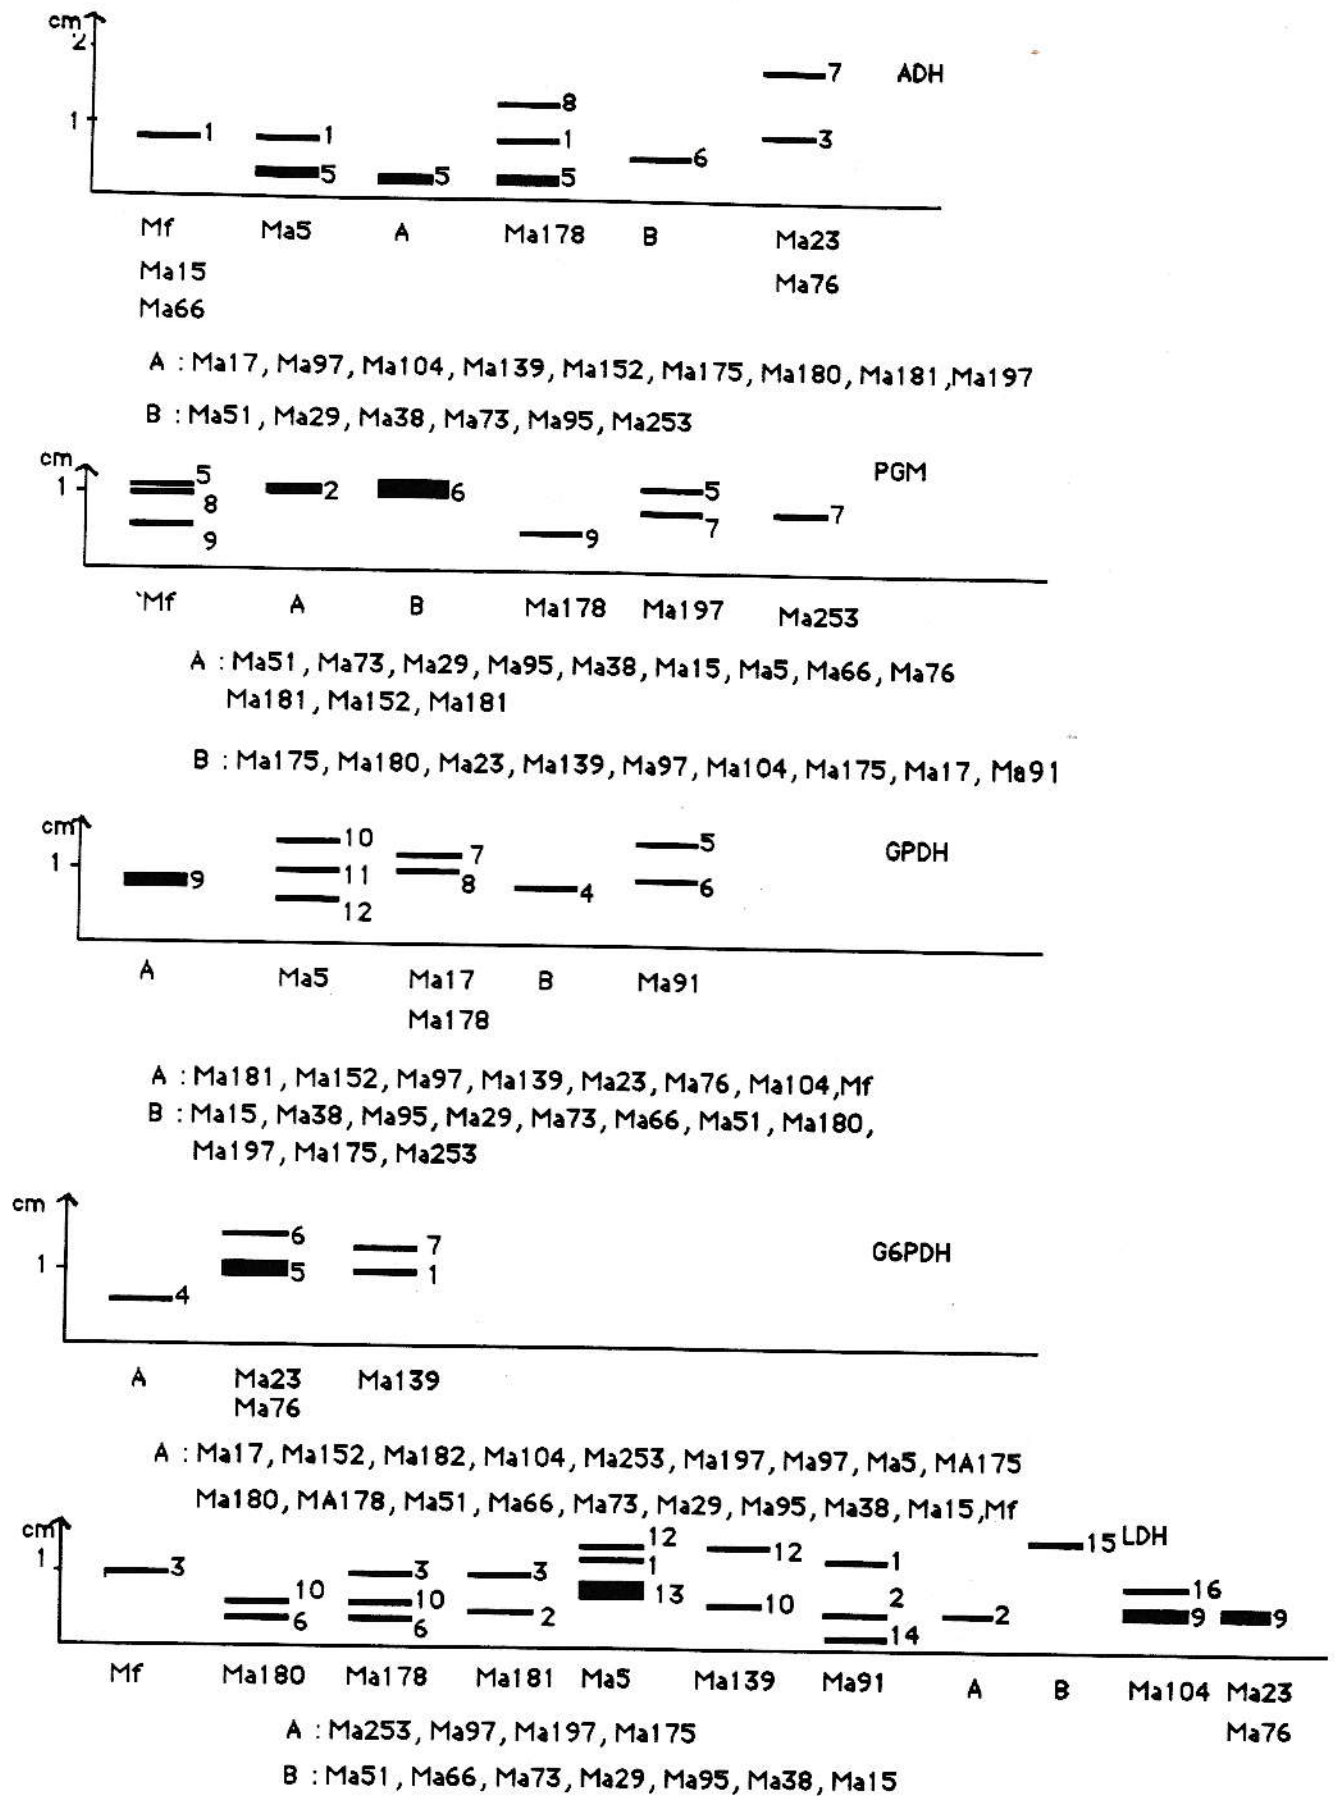 cm
2
7 ADH
8
1
1 1 1 3
6
5 5 5
Mf Ma5 A Ma178 B Ma23
Ma15 Ma76
Ma66
A : Ma17, Ma97, Ma104, Ma139, Ma152, Ma175, Ma180, Ma181, Ma197
B : Ma51, Ma29, Ma38, Ma73, Ma95, Ma253
cm PGM
1 5 2 6 5
8 7 7
9 9
Mf A B Ma178 Ma197 Ma253
A : Ma51, Ma73, Ma29, Ma95, Ma38, Ma15, Ma5, Ma66, Ma76
Ma181, Ma152, Ma181
B : Ma175, Ma180, Ma23, Ma139, Ma97, Ma104, Ma175, Ma17, Ma91
cm 10 5 GPDH
1 7
9 11 8 4 6
12
A Ma5 Ma17 B Ma91
Ma178
A : Ma181, Ma152, Ma97, Ma139, Ma23, Ma76, Ma104,Mf
B : Ma15, Ma38, Ma95, Ma29, Ma73, Ma66, Ma51, Ma180,
Ma197, Ma175, Ma253
cm
6 7 G6PDH
1 5 1
4
A Ma23 Ma139
Ma76
A : Ma17, Ma152, Ma182, Ma104, Ma253, Ma197, Ma97, Ma5, MA175
Ma180, MA178, Ma51, Ma66, Ma73, Ma29, Ma95, Ma38, Ma15,Mf
cm 12 15 LDH
1 3 3 3 1 12 1
10 10 13 10 2 16
6 6 2 14 2 9 9
Mf Ma180 Ma178 Ma181 Ma5 Ma139 Ma91 A B Ma104 Ma23
Ma76
A : Ma253, Ma97, Ma197, Ma175
B : Ma51, Ma66, Ma73, Ma29, Ma95, Ma38, Ma15